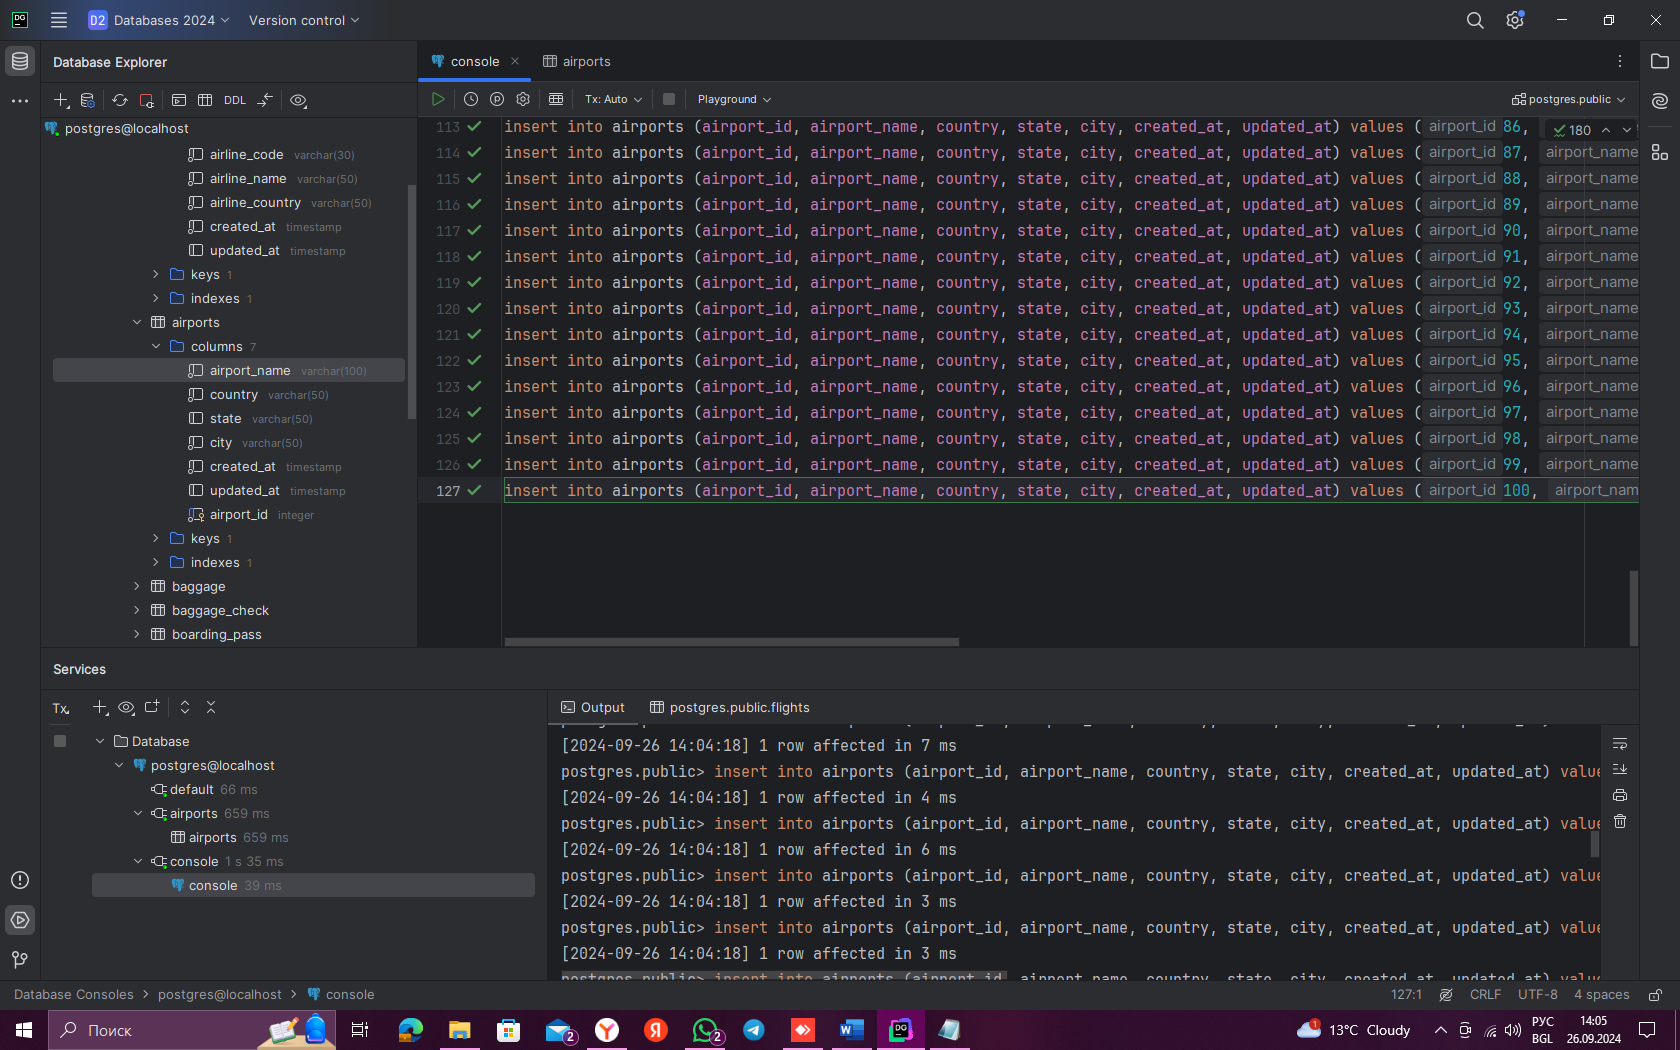 DG
D2 Databases 2024
Version control
Database Explorer
DDL
postgres@localhost
airline_code varchar(30)
airline_name varchar(50)
airline_country varchar(50)
created_at timestamp
updated_at timestamp
keys 1
indexes 1
airports
columns 7
airport_name varchar(100)
country varchar(50)
state varchar(50)
city varchar(50)
created_at timestamp
updated_at timestamp
airport_id integer
keys 1
indexes 1
baggage
baggage_check
boarding_pass
console
airports
Tx: Auto
Playground
postgres.public
180
113 insert into airports (airport_id, airport_name, country, state, city, created_at, updated_at) values ( airport_id 86,
114 insert into airports (airport_id, airport_name, country, state, city, created_at, updated_at) values ( airport_id 87, airport_name
115 insert into airports (airport_id, airport_name, country, state, city, created_at, updated_at) values ( airport_id 88, airport_name
116 insert into airports (airport_id, airport_name, country, state, city, created_at, updated_at) values ( airport_id 89, airport_name
117 insert into airports (airport_id, airport_name, country, state, city, created_at, updated_at) values ( airport_id 90, airport_name
118 insert into airports (airport_id, airport_name, country, state, city, created_at, updated_at) values ( airport_id 91, airport_name
119 insert into airports (airport_id, airport_name, country, state, city, created_at, updated_at) values ( airport_id 92, airport_name
120 insert into airports (airport_id, airport_name, country, state, city, created_at, updated_at) values ( airport_id 93, airport_name
121 insert into airports (airport_id, airport_name, country, state, city, created_at, updated_at) values ( airport_id 94, airport_name
122 insert into airports (airport_id, airport_name, country, state, city, created_at, updated_at) values ( airport_id 95, airport_name
123 insert into airports (airport_id, airport_name, country, state, city, created_at, updated_at) values ( airport_id 96, airport_name
124 insert into airports (airport_id, airport_name, country, state, city, created_at, updated_at) values ( airport_id 97, airport_name
125 insert into airports (airport_id, airport_name, country, state, city, created_at, updated_at) values ( airport_id 98, airport_name
126 insert into airports (airport_id, airport_name, country, state, city, created_at, updated_at) values ( airport_id 99, airport_name
127 insert into airports (airport_id, airport_name, country, state, city, created_at, updated_at) values ( airport_id 100, airport_nam
Services
Tx
Database
postgres@localhost
default 66 ms
airports 659 ms
airports 659 ms
console 1 s 35 ms
console 39 ms
Output
postgres.public.flights
[2024-09-26 14:04:18] 1 row affected in 7 ms
postgres.public> insert into airports (airport_id, airport_name, country, state, city, created_at, updated_at) value
[2024-09-26 14:04:18] 1 row affected in 4 ms
postgres.public> insert into airports (airport_id, airport_name, country, state, city, created_at, updated_at) value
[2024-09-26 14:04:18] 1 row affected in 6 ms
postgres.public> insert into airports (airport_id, airport_name, country, state, city, created_at, updated_at) value
[2024-09-26 14:04:18] 1 row affected in 3 ms
postgres.public> insert into airports (airport_id, airport_name, country, state, city, created_at, updated_at) value
[2024-09-26 14:04:18] 1 row affected in 3 ms
postgres.public> insert into airports (airport_id, airport_name, country, state, city, created_at, updated_at) valu
Database Consoles > postgres@localhost > console
127:1
CRLF
UTF-8
4 spaces
Поиск
2
Y
Я
2
W
DG
1
13°C Cloudy
РУС
BGL
14:05
26.09.2024